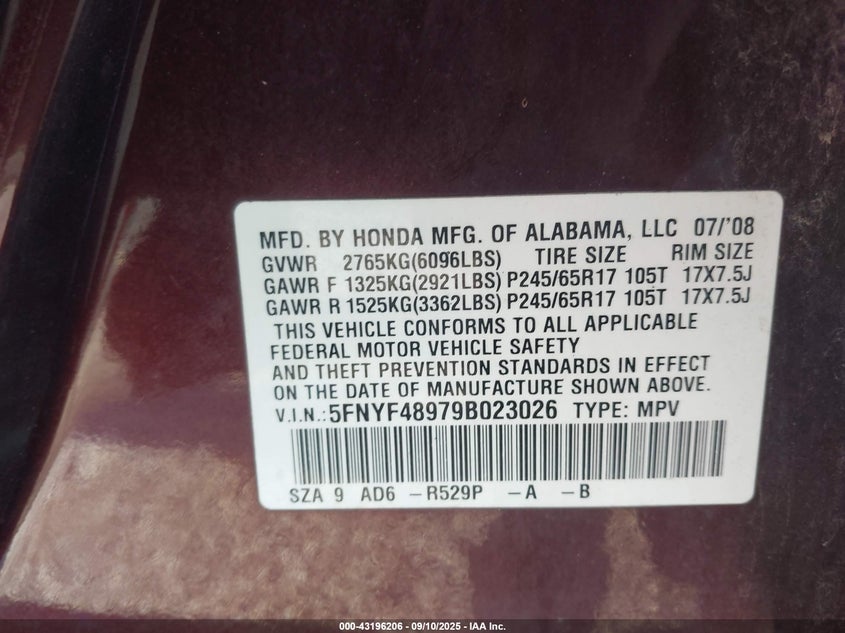 MFD. BY HONDA MFG. OF ALABAMA, LLC 07/'08
GVWR 2765KG(6096LBS) TIRE SIZE RIM SIZE
GAWR F 1325KG(2921LBS) P245/65R17 105T 17X7.5J
GAWR R 1525KG(3362LBS) P245/65R17 105T 17X7.5J
THIS VEHICLE CONFORMS TO ALL APPLICABLE
FEDERAL MOTOR VEHICLE SAFETY
AND THEFT PREVENTION STANDARDS IN EFFECT
ON THE DATE OF MANUFACTURE SHOWN ABOVE.
V.I.N.: 5FNYF48979B023026 TYPE: MPV
SZA 9 AD6 -R529P -A -B
000-43196206 - 09/10/2025 - IAA Inc.